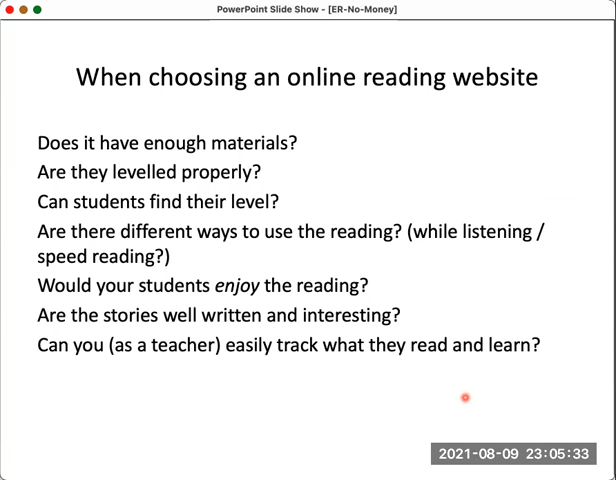 PowerPoint Slide Show - [ER-No-Money]
When choosing an online reading website
Does it have enough materials?
Are they levelled properly?
Can students find their level?
Are there different ways to use the reading? (while listening /
speed reading?)
Would your students enjoy the reading?
Are the stories well written and interesting?
Can you (as a teacher) easily track what they read and learn?
2021-08-09 23:05:33